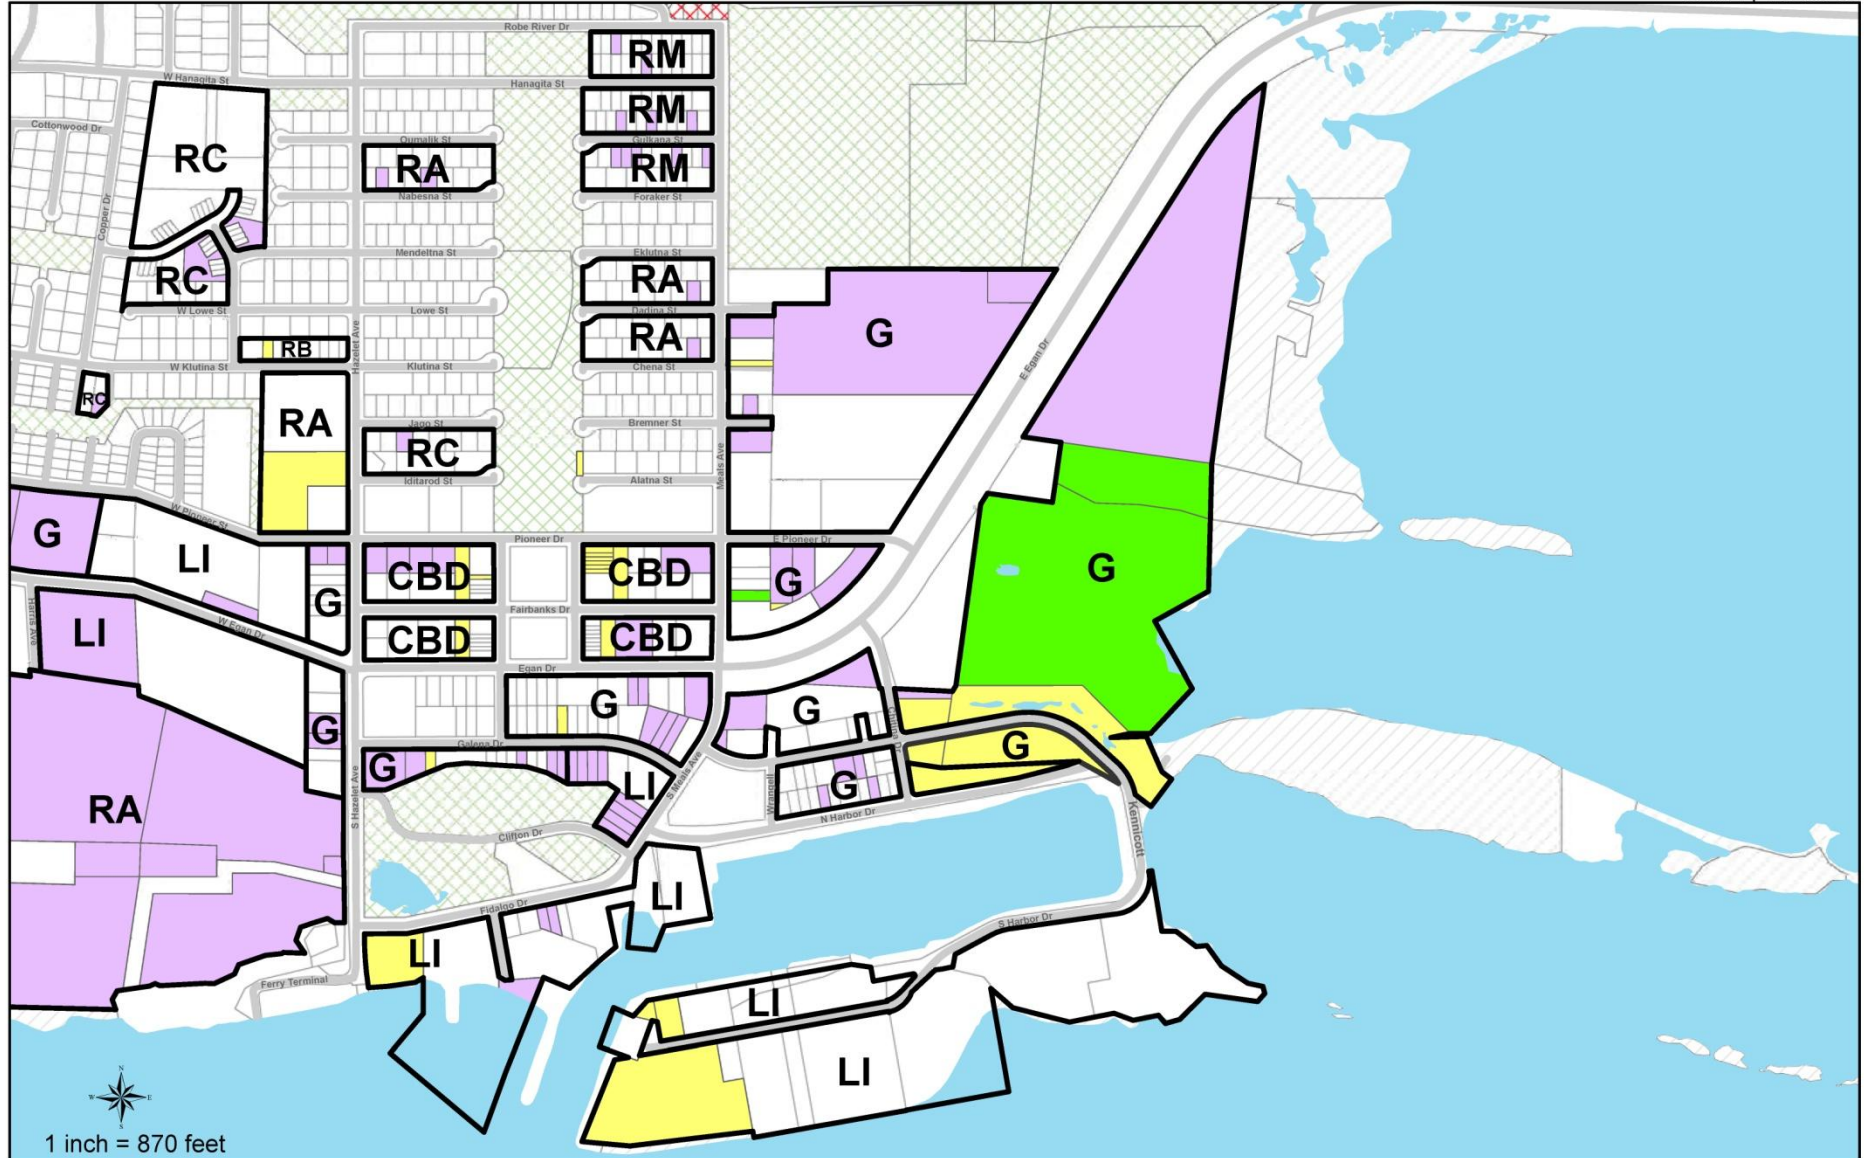 Robe River Dr
RM
W Hanagita St
Hanagita St
RM
Cottonwood Dr
Oumalik St
Gulkana St
RC
RA
RM
Nabesna St
Foraker St
Copper Dr
Mendeltna St
Eklutna St
RC
RA
W Lowe St
Lowe St
Dadina St
Hazelet Ave
RB
RA
G
E Egan Dr
W Klutina St
Klutina St
Chena St
RC
RA
Jago St
Bremner St
RC
Meals Ave
Iditarod St
Alatna St
W Pioneer St
G
LI
Pioneer Dr
E Pioneer Dr
CBD
CBD
G
G
G
Harris Ave
Fairbanks Dr
LI
W Egan Dr
CBD
CBD
Egan Dr
G
G
G
Chitina Dr
Galena Dr
G
G
LI
S Meals Ave
Wrangell
G
RA
S Hazelet Ave
N Harbor Dr
Kennicott
Clifton Dr
LI
Fidalgo Dr
S Harbor Dr
LI
Ferry Terminal
LI
LI
N
W E
S
1 inch = 870 feet